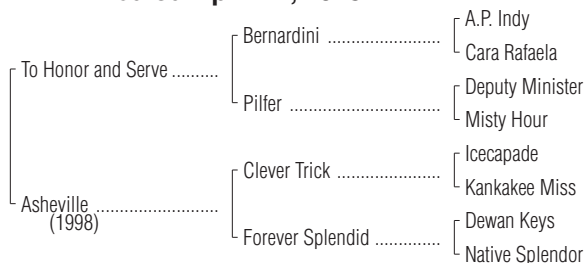 A.P. Indy
Bernardini ........................................
Cara Rafaela
To Honor and Serve ..........
Deputy Minister
Pilfer ................................................
Misty Hour
Icecapade
Clever Trick ...................................
Kankakee Miss
Asheville ...............................
(1998)
Dewan Keys
Forever Splendid ..........................
Native Splendor